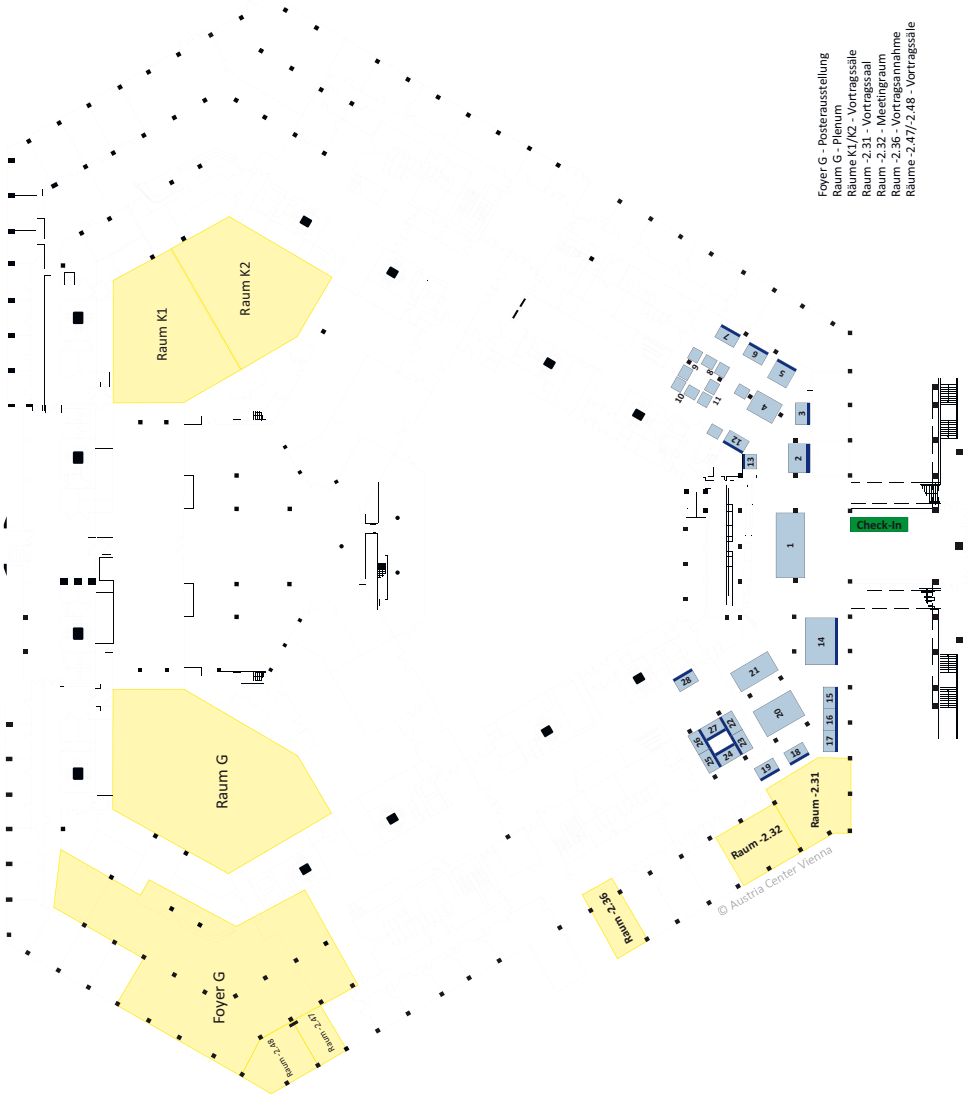 Foyer G - Posterausstellung
Raum G - Plenum
Räume K1/K2 - Vortragssäle
Raum -2.31 - Vortragssaal
Raum -2.32 - Meetingraum
Raum -2.36 - Vortragsannahme
Räume -2.47/-2.48 - Vortragssäle
Raum K1
Raum K2
Raum G
Foyer G
Raum -2.48
Raum -2.47
Raum -2.36
Raum -2.32
Raum -2.31
© Austria Center Vienna
Check-in
1
2
3
4
5
6
7
8
9
10
11
12
13
14
15
16
17
18
19
20
21
22
23
24
25
26
27
28